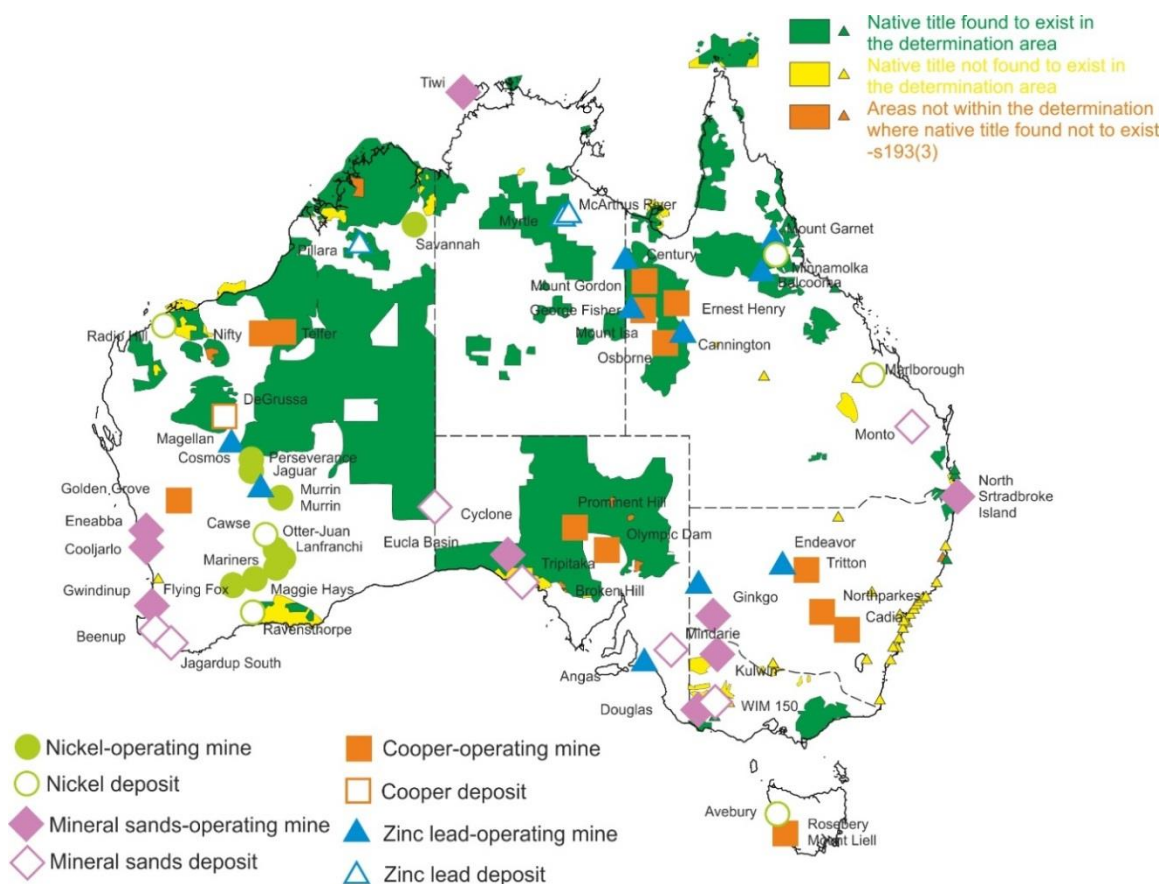 Native title found to exist in
the determination area
Native title not found to exist in
the determination area
Areas not within the determination
where native title found not to exist
-s193(3)
Tiwi
McArthus River
Myrtle
Savannah
Pillara
Mount Garnet
Century
Minnamolka
Balcooma
Mount Gordon
George Fisher
Ernest Henry
Radio Hill
Nifty
Telfer
Mount Isa
Osborne
Cannington
Marlborough
DeGrussa
Monto
Magellan
Cosmos
Perseverance
Jaguar
Golden Grove
Murrin
Murrin
North
Srtradbroke
Island
Eneabba
Cawse
Otter-Juan
Cyclone
Prominent Hill
Cooljarlo
Lanfranchi
Eucla Basin
Olympic Dam
Endeavor
Mariners
Tripitaka
Tritton
Gwindinup
Flying Fox
Maggie Hays
Broken Hill
Ginkgo
Northparkes
Cadia
Beenup
Ravensthorpe
Mindarie
Jagardup South
Angas
Kulwin
Douglas
WIM 150
Nickel-operating mine
Nickel deposit
Mineral sands-operating mine
Mineral sands deposit
Cooper-operating mine
Cooper deposit
Zinc lead-operating mine
Zinc lead deposit
Avebury
Rosebery
Mount Liell